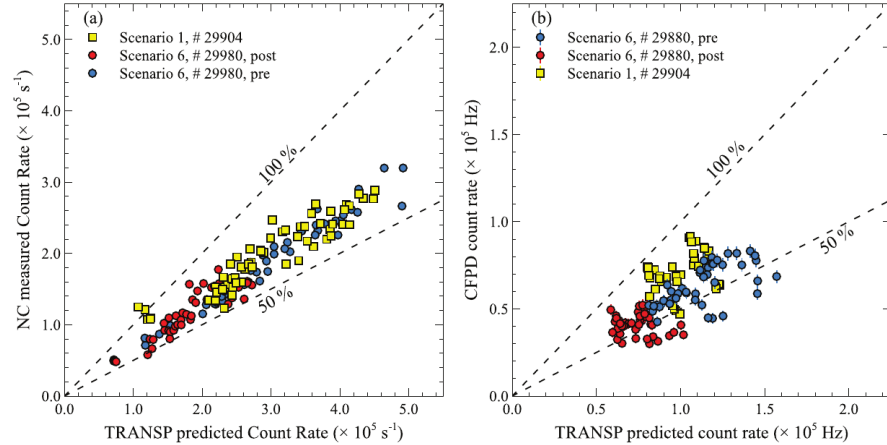 (a)
Scenario 1, # 29904
Scenario 6, # 29980, post
Scenario 6, # 29980, pre
100 %
50 %
5.0
4.0
3.0
2.0
1.0
0.0
0.0 1.0 2.0 3.0 4.0 5.0
NC measured Count Rate (× 10⁵ s⁻¹)
TRANSP predicted Count Rate (× 10⁵ s⁻¹)
(b)
Scenario 6, # 29880, pre
Scenario 6, # 29880, post
Scenario 1, # 29904
100 %
50 %
2.0
1.5
1.0
0.5
0.0
0.0 0.5 1.0 1.5 2.0
CFPD count rate (× 10⁵ Hz)
TRANSP predicted count rate (× 10⁵ Hz)